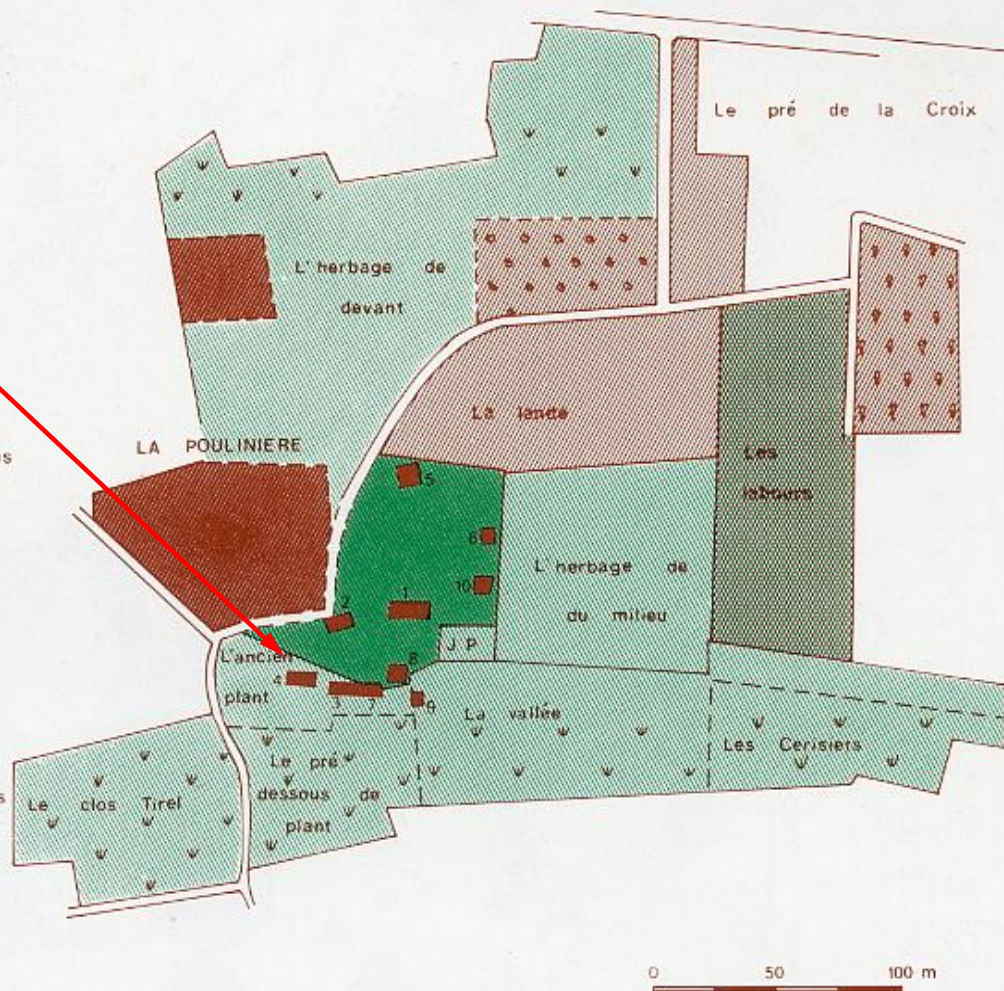 Le pré de la Croix
L'herbage de
devant
La lande
LA POULINIERE
Les
labours
5
6
L'herbage de
du milieu
10
1
2
J P
L'ancien
plant
4
3
7
8
9
La vallée
Les Cerisiers
Le pré
dessous de
plant
Le clos Tirel
0 50 100 m